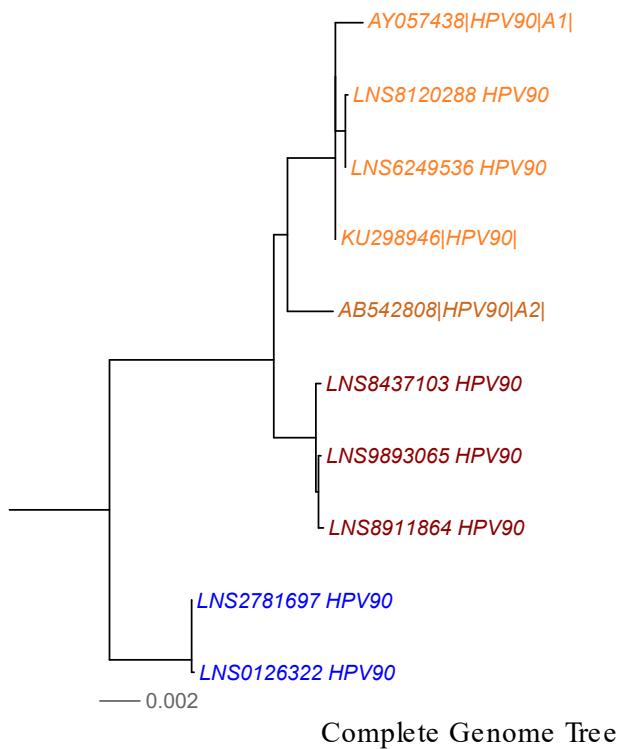 AY057438|HPV90|A1|
LNS8120288 HPV90
LNS6249536 HPV90
KU298946|HPV90|
AB542808|HPV90|A2|
LNS8437103 HPV90
LNS9893065 HPV90
LNS8911864 HPV90
LNS2781697 HPV90
LNS0126322 HPV90
0.002
Complete Genome Tree